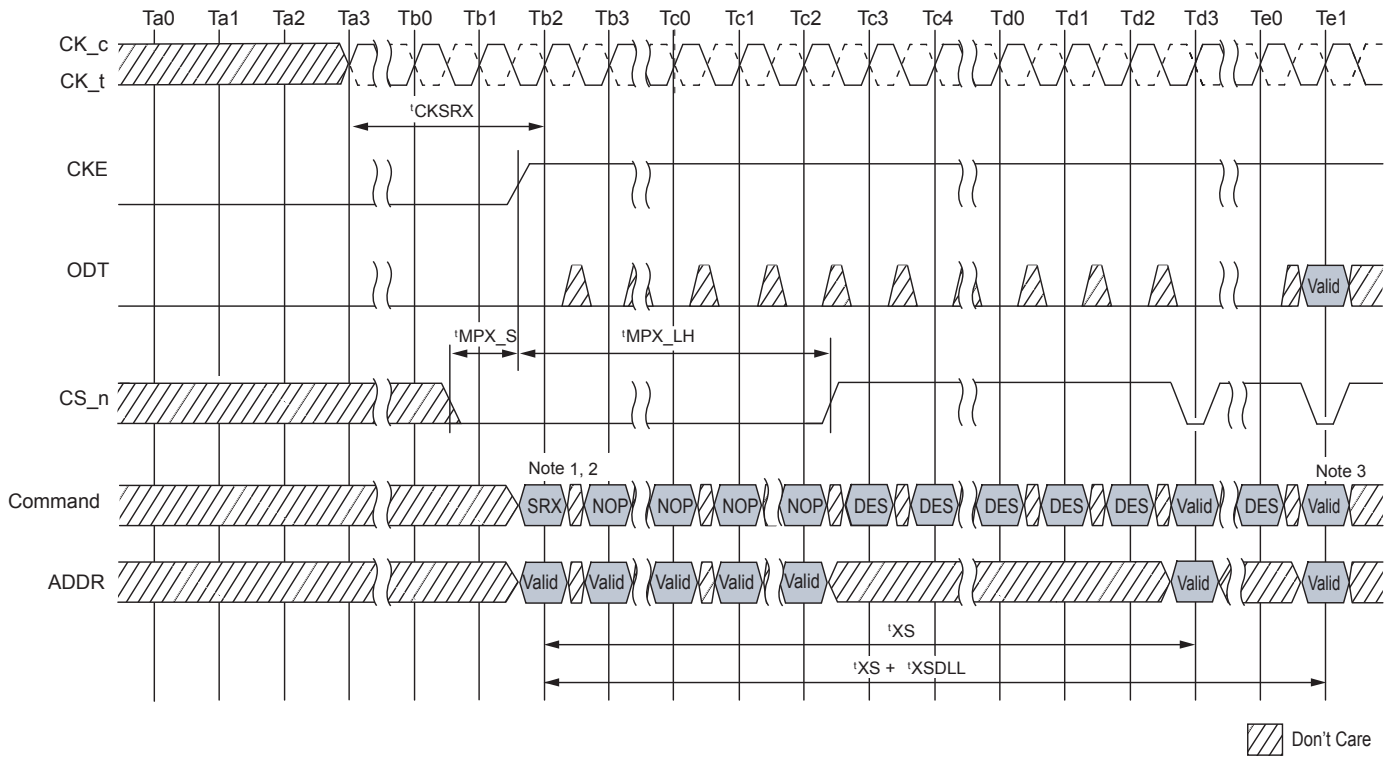 Ta0 Ta1 Ta2 Ta3 Tb0 Tb1 Tb2 Tb3 Tc0 Tc1 Tc2 Tc3 Tc4 Td0 Td1 Td2 Td3 Te0 Te1
CK_c
CK_t
tCKSRX
CKE
ODT
Valid
tMPX_S tMPX_LH
CS_n
Note 1, 2 Note 3
Command SRX NOP NOP NOP NOP DES DES DES DES DES Valid DES Valid
ADDR Valid Valid Valid Valid Valid Valid Valid
tXS
tXS + tXSDLL
Don't Care